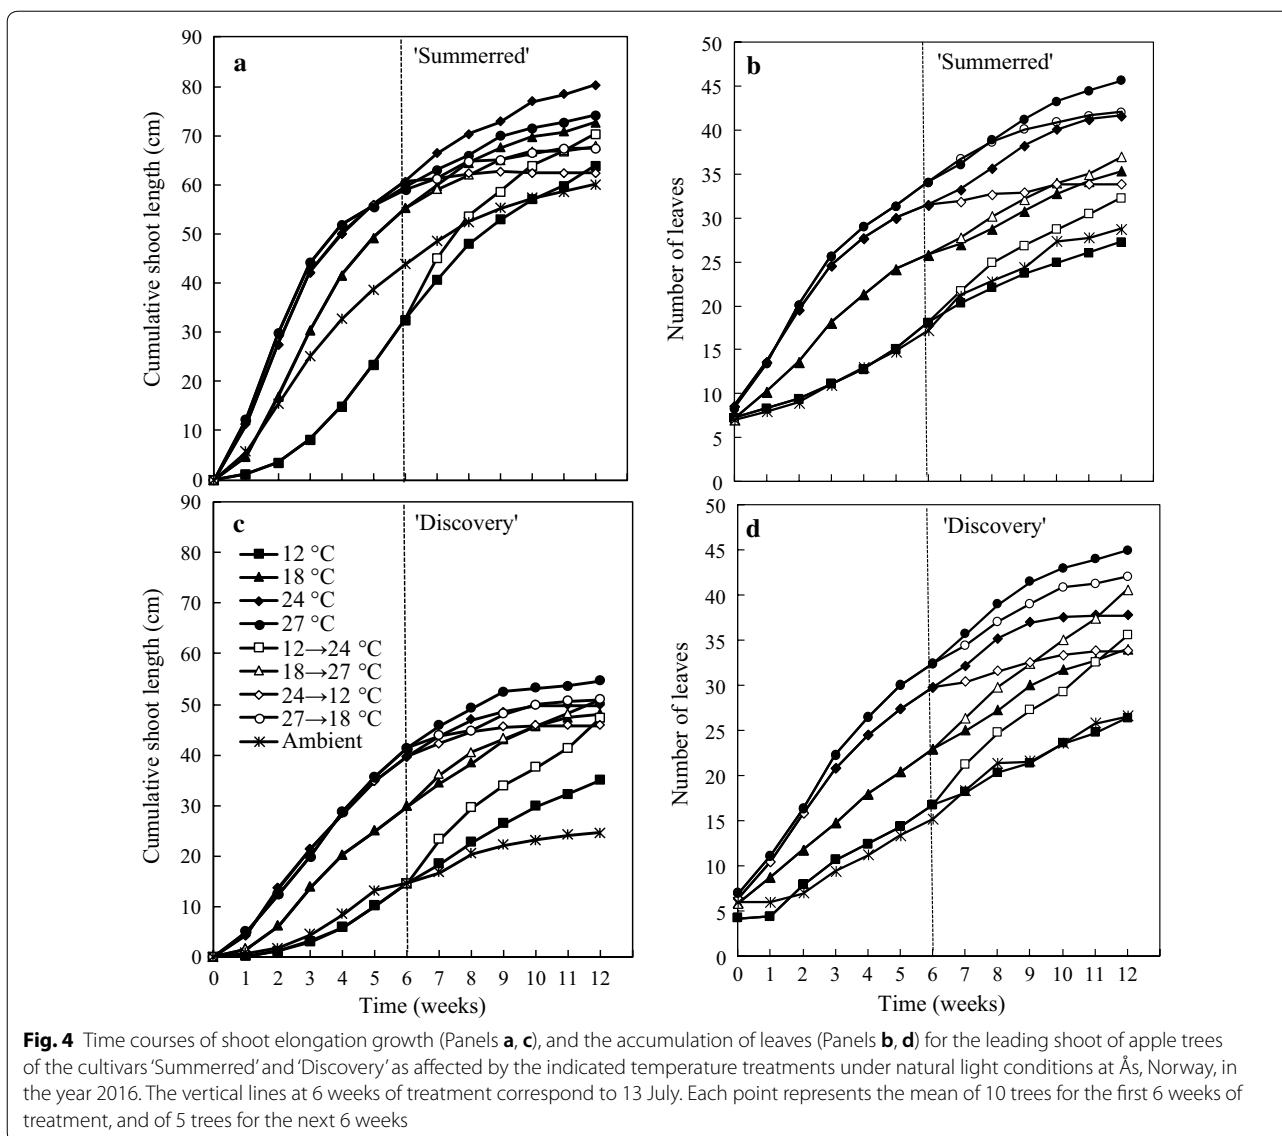 a
'Summerred'
Cumulative shoot length (cm)
90
80
70
60
50
40
30
20
10
0
b
'Summerred'
Number of leaves
50
45
40
35
30
25
20
15
10
5
0
c
'Discovery'
Cumulative shoot length (cm)
90
80
70
60
50
40
30
20
10
0
12 °C
18 °C
24 °C
27 °C
12→24 °C
18→27 °C
24→12 °C
27→18 °C
Ambient
0 1 2 3 4 5 6 7 8 9 10 11 12
Time (weeks)
d
'Discovery'
Number of leaves
50
45
40
35
30
25
20
15
10
5
0
0 1 2 3 4 5 6 7 8 9 10 11 12
Time (weeks)
Fig. 4 Time courses of shoot elongation growth (Panels a, c), and the accumulation of leaves (Panels b, d) for the leading shoot of apple trees
of the cultivars ‘Summerred’ and ‘Discovery’ as affected by the indicated temperature treatments under natural light conditions at Ås, Norway, in
the year 2016. The vertical lines at 6 weeks of treatment correspond to 13 July. Each point represents the mean of 10 trees for the first 6 weeks of
treatment, and of 5 trees for the next 6 weeks